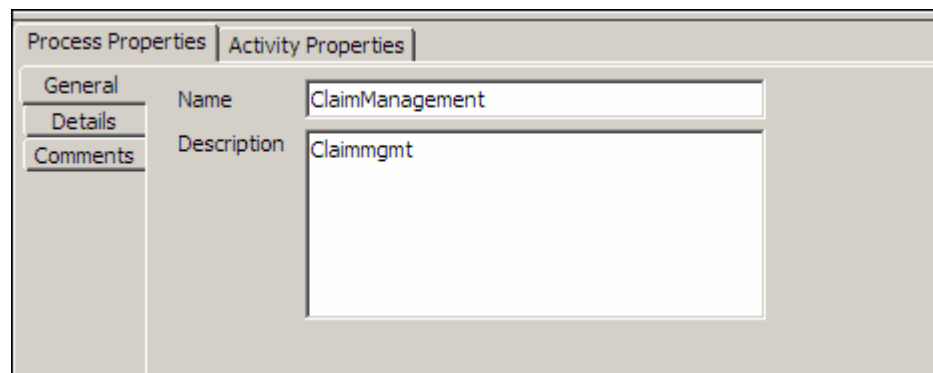 Process Properties Activity Properties
General
Name ClaimManagement
Details
Description Claimmgmt
Comments